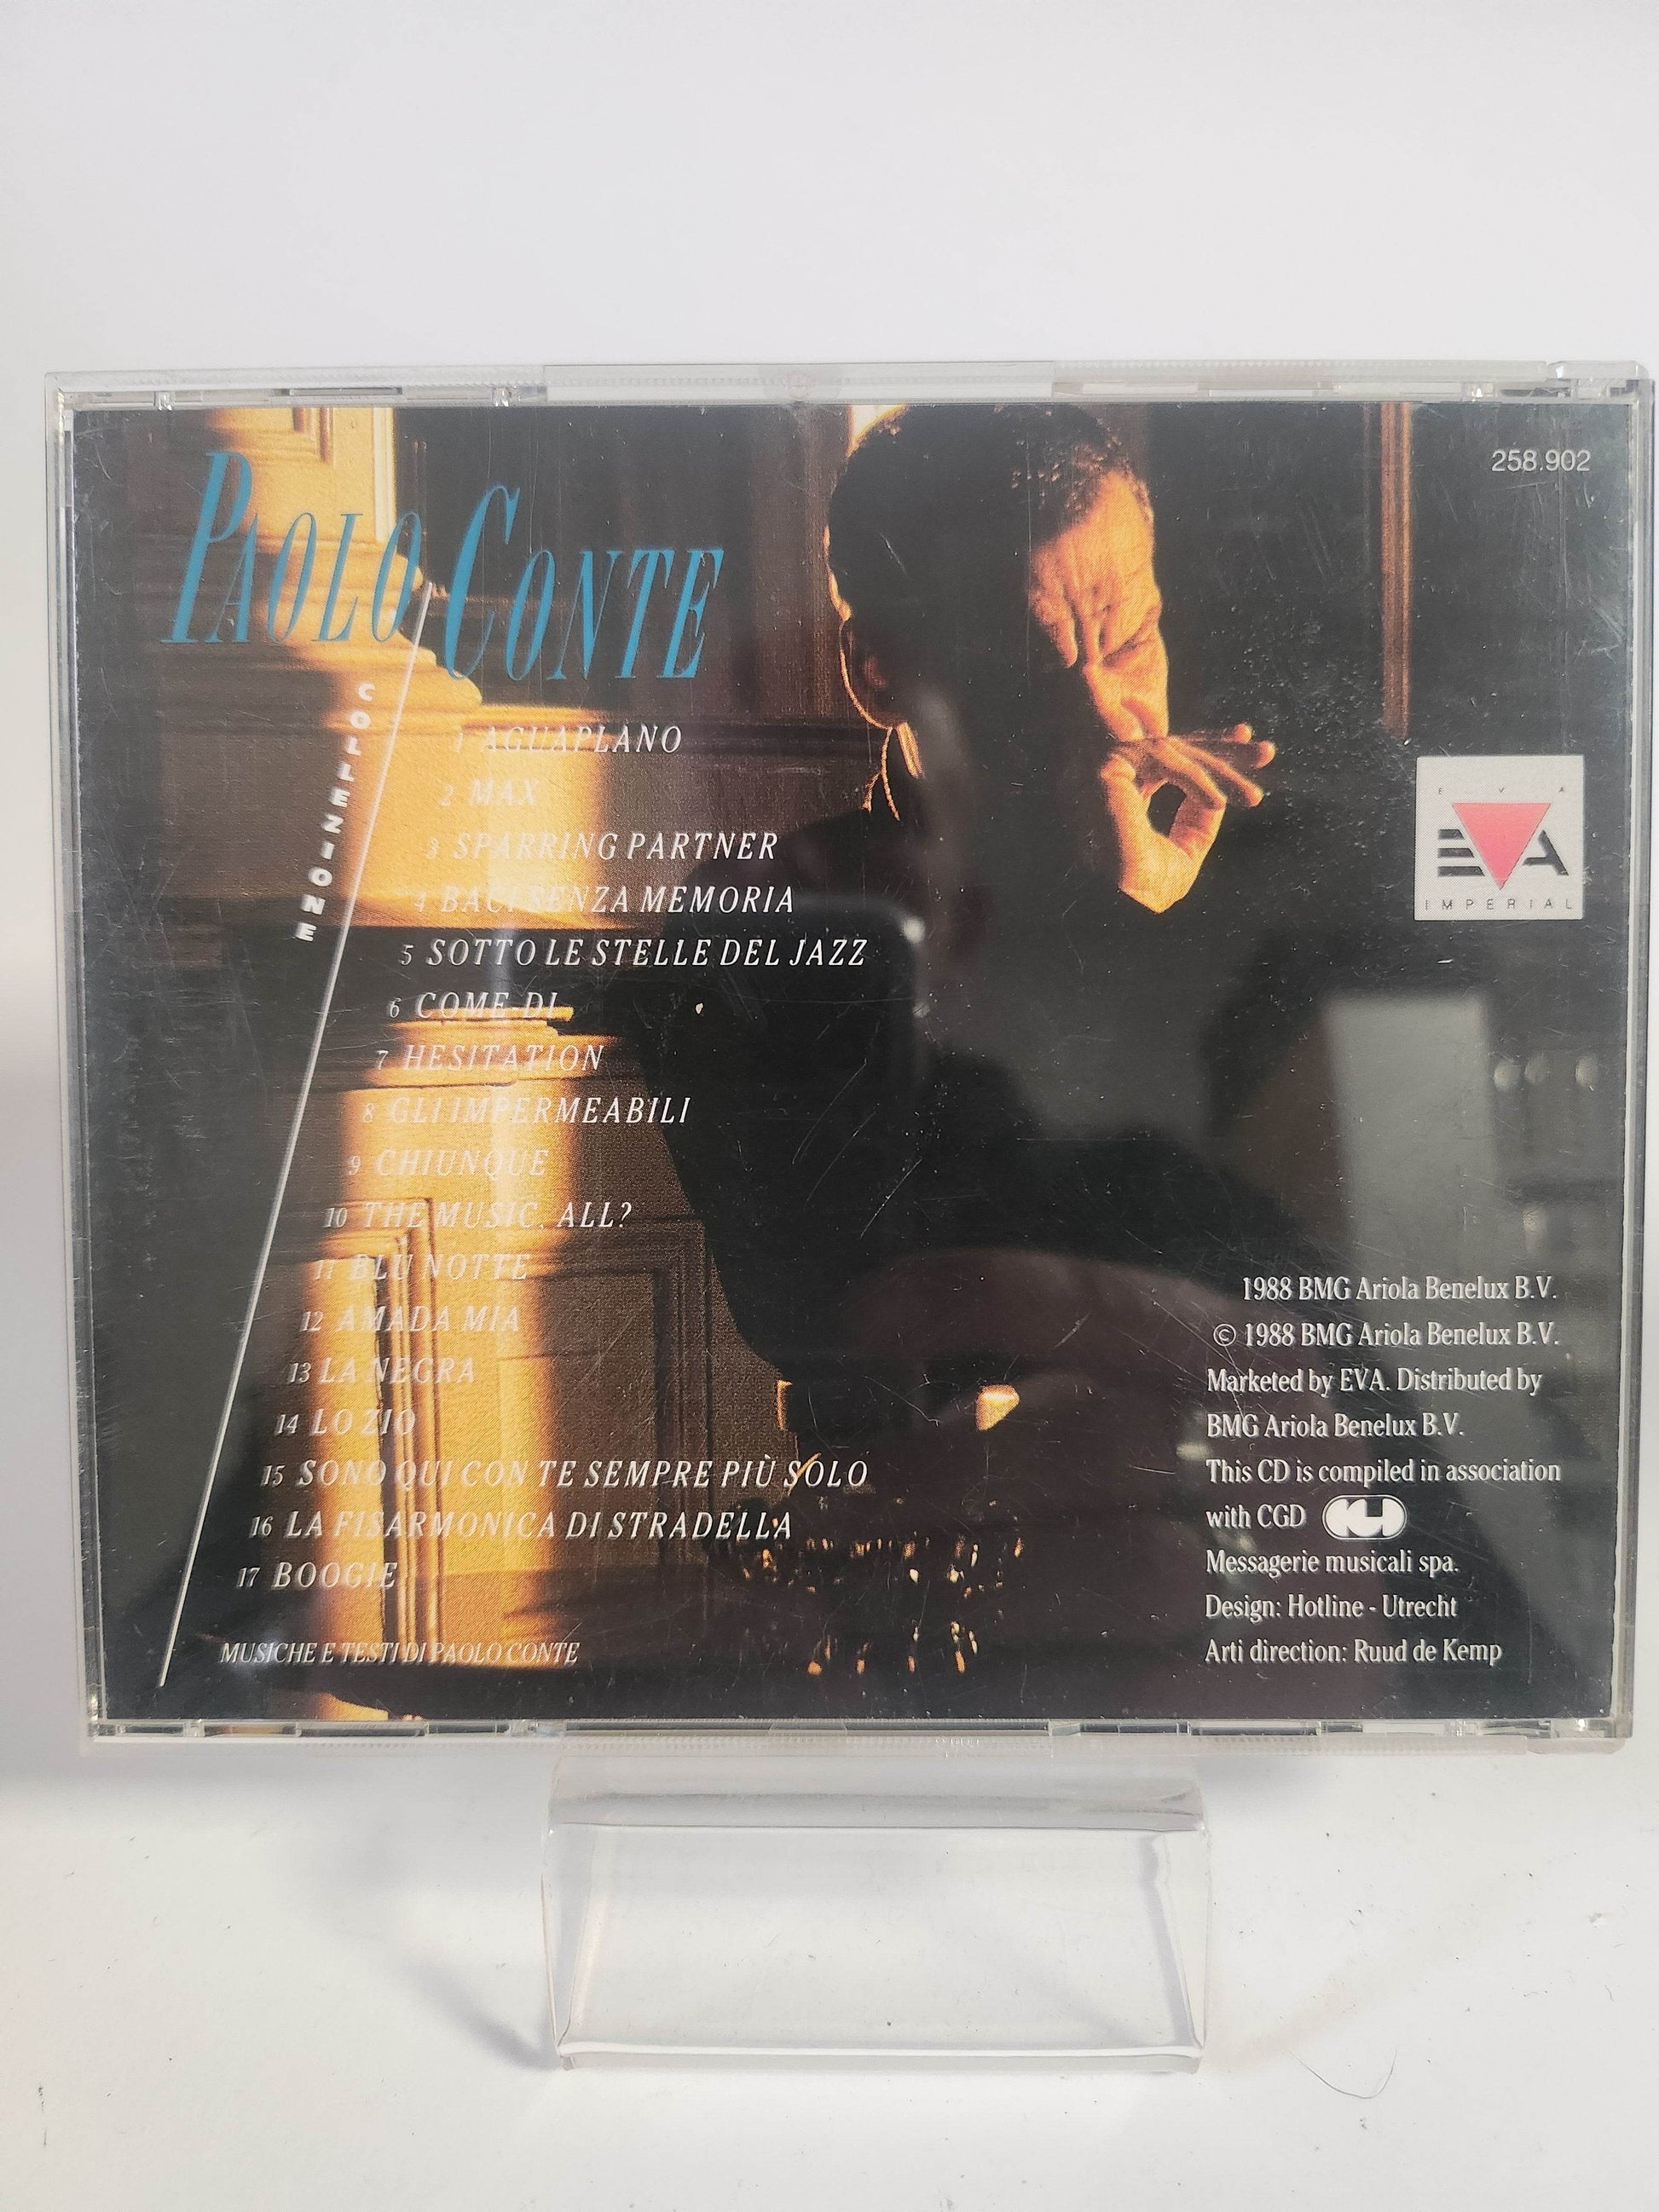 258.902
PAOLO CONTE
COLLEZIONE
1 AGUAPLANO
2 MAX
3 SPARRING PARTNER
4 BACI SENZA MEMORIA
5 SOTTO LE STELLE DEL JAZZ
6 COME-DI
7 HESITATION
8 GLI IMPERMEABILI
9 CHIUNQUE
10 THE MUSIC, ALL?
11 BLU NOTTE
12 AMADA MIA
13 LA NEGRA
14 LO ZIO
15 SONO QUI CON TE SEMPRE PIÙ SOLO
16 LA FISARMONICA DI STRADELLA
17 BOOGIE
MUSICHE E TESTI DI PAOLO CONTE
E V A
EVA
IMPERIAL
1988 BMG Ariola Benelux B.V.
© 1988 BMG Ariola Benelux B.V.
Marketed by EVA. Distributed by
BMG Ariola Benelux B.V.
This CD is compiled in association
with CGD
Messagerie musicali spa.
Design: Hotline - Utrecht
Arti direction: Ruud de Kemp